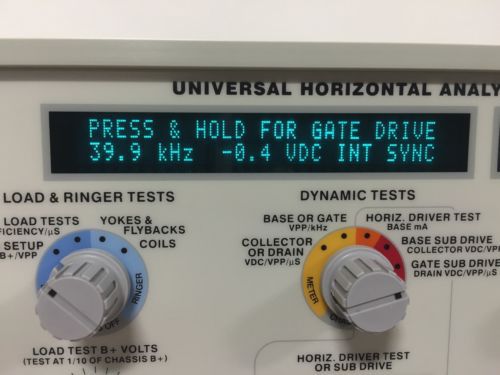 UNIVERSAL HORIZONTAL ANALY
PRESS & HOLD FOR GATE DRIVE
39.9 kHz -0.4 VDC INT SYNC
LOAD & RINGER TESTS
LOAD TESTS
FICIENCY/µS
SETUP
B+/VPP
YOKES &
FLYBACKS
COILS
RINGER
OFF
LOAD TEST B+ VOLTS
(TEST AT 1/10 OF CHASSIS B+)
DYNAMIC TESTS
BASE OR GATE
VPP/kHz
COLLECTOR
OR DRAIN
VDC/VPP/µS
METER
HORIZ. DRIVER TEST
BASE mA
BASE SUB DRIVE
COLLECTOR VDC/VP
GATE SUB DRIVE
DRAIN VDC/VPP/µS
HORIZ. DRIVER TEST
OR SUB DRIVE